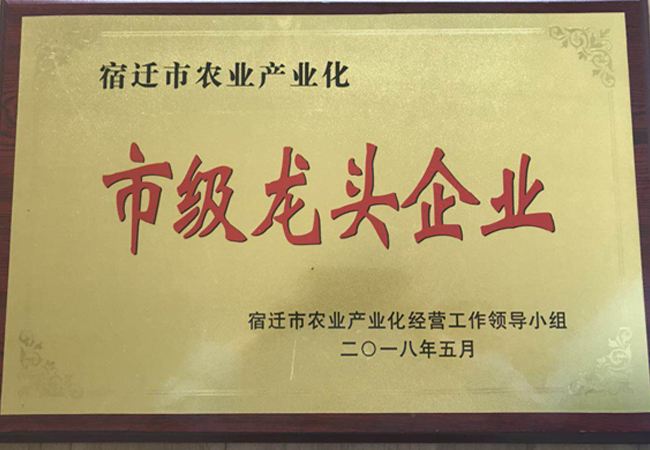 宿迁市农业产业化
市级龙头企业
宿迁市农业产业化经营工作领导小组
二〇一八年五月